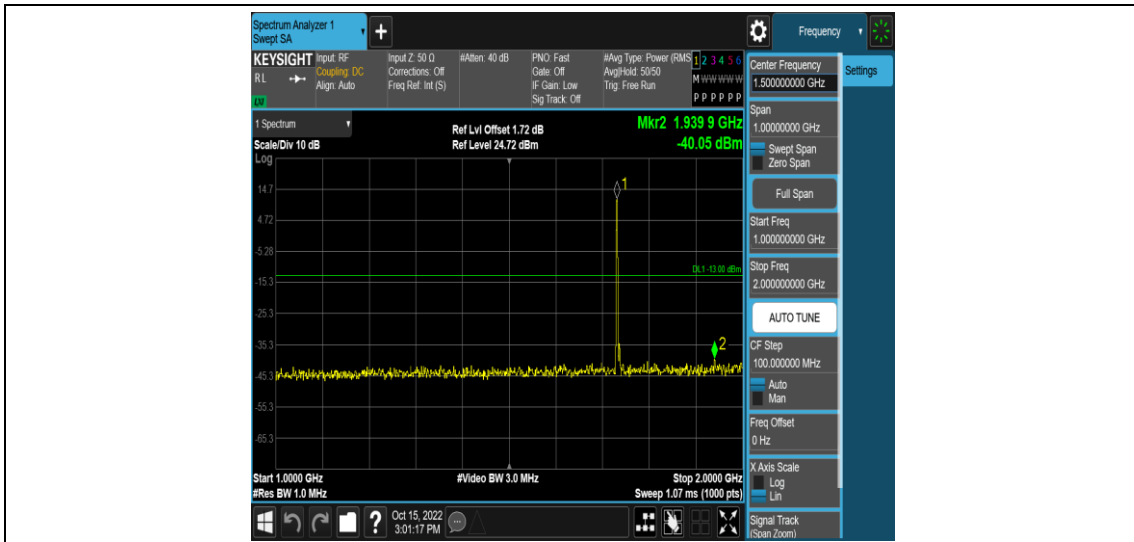 Spectrum Analyzer 1
Swept SA
+
Frequency
KEYSIGHT
RL
LM
Input: RF
Coupling: DC
Align: Auto
Input Z: 50 Ω
Corrections: Off
Freq Ref: Int (S)
#Atten: 40 dB
PNO: Fast
Gate: Off
IF Gain: Low
Sig Track: Off
#Avg Type: Power (RMS
Avg|Hold: 50/50
Trig: Free Run
1 2 3 4 5 6
M W W W W W
P P P P P P
1 Spectrum
Scale/Div 10 dB
Log
Ref Lvl Offset 1.72 dB
Ref Level 24.72 dBm
Mkr2 1.939 9 GHz
-40.05 dBm
14.7
4.72
-5.28
-15.3
-25.3
-35.3
-45.3
-55.3
-65.3
1
DL1 -13.00 dBm
2
Start 1.0000 GHz
#Res BW 1.0 MHz
#Video BW 3.0 MHz
Stop 2.0000 GHz
Sweep 1.07 ms (1000 pts)
Center Frequency
1.500000000 GHz
Settings
Span
1.00000000 GHz
Swept Span
Zero Span
Full Span
Start Freq
1.000000000 GHz
Stop Freq
2.000000000 GHz
AUTO TUNE
CF Step
100.000000 MHz
Auto
Man
Freq Offset
0 Hz
X Axis Scale
Log
Lin
Signal Track
(Span Zoom)
?
Oct 15, 2022
3:01:17 PM